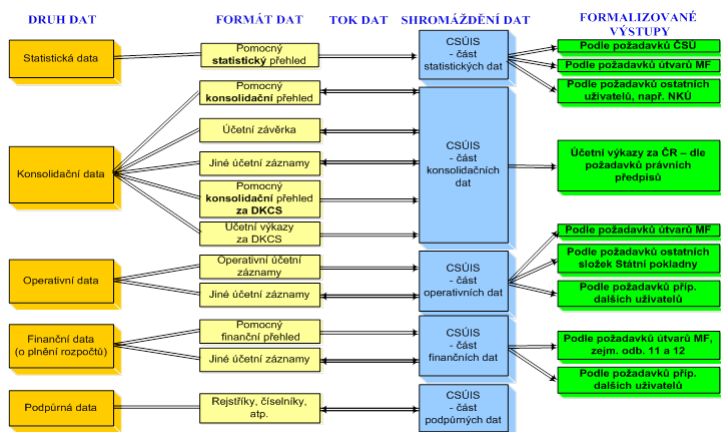 DRUH DAT
FORMÁT DAT
TOK DAT
SHROMÁŽDĚNÍ DAT
FORMALIZOVANÉ
VÝSTUPY
Statistická data
Pomocný
statistický přehled
CSÚIS
- část
statistických dat
Podle požadavků ČSÚ
Podle požadavků útvarů MF
Podle požadavků ostatních
uživatelů, např. NKÚ
Konsolidační data
Pomocný
konsolidační přehled
Účetní závěrka
Jiné účetní záznamy
Pomocný
konsolidační přehled
za DKCS
Účetní výkazy
za DKCS
CSÚIS
- část
konsolidačních
dat
Účetní výkazy za ČR – dle
požadavků právních
předpisů
Operativní data
Operativní účetní
záznamy
Jiné účetní záznamy
CSÚIS
- část
operativních dat
Podle požadavků útvarů MF
Podle požadavků ostatních
složek Státní pokladny
Podle požadavků příp.
dalších uživatelů
Finanční data
(o plnění rozpočtů)
Pomocný
finanční přehled
Jiné účetní záznamy
CSÚIS
- část
finančních dat
Podle požadavků útvarů MF,
zejm. odb. 11 a 12
Podle požadavků příp.
dalších uživatelů
Podpůrná data
Rejstříky, číselníky,
atp.
CSÚIS
- část
podpůrných dat